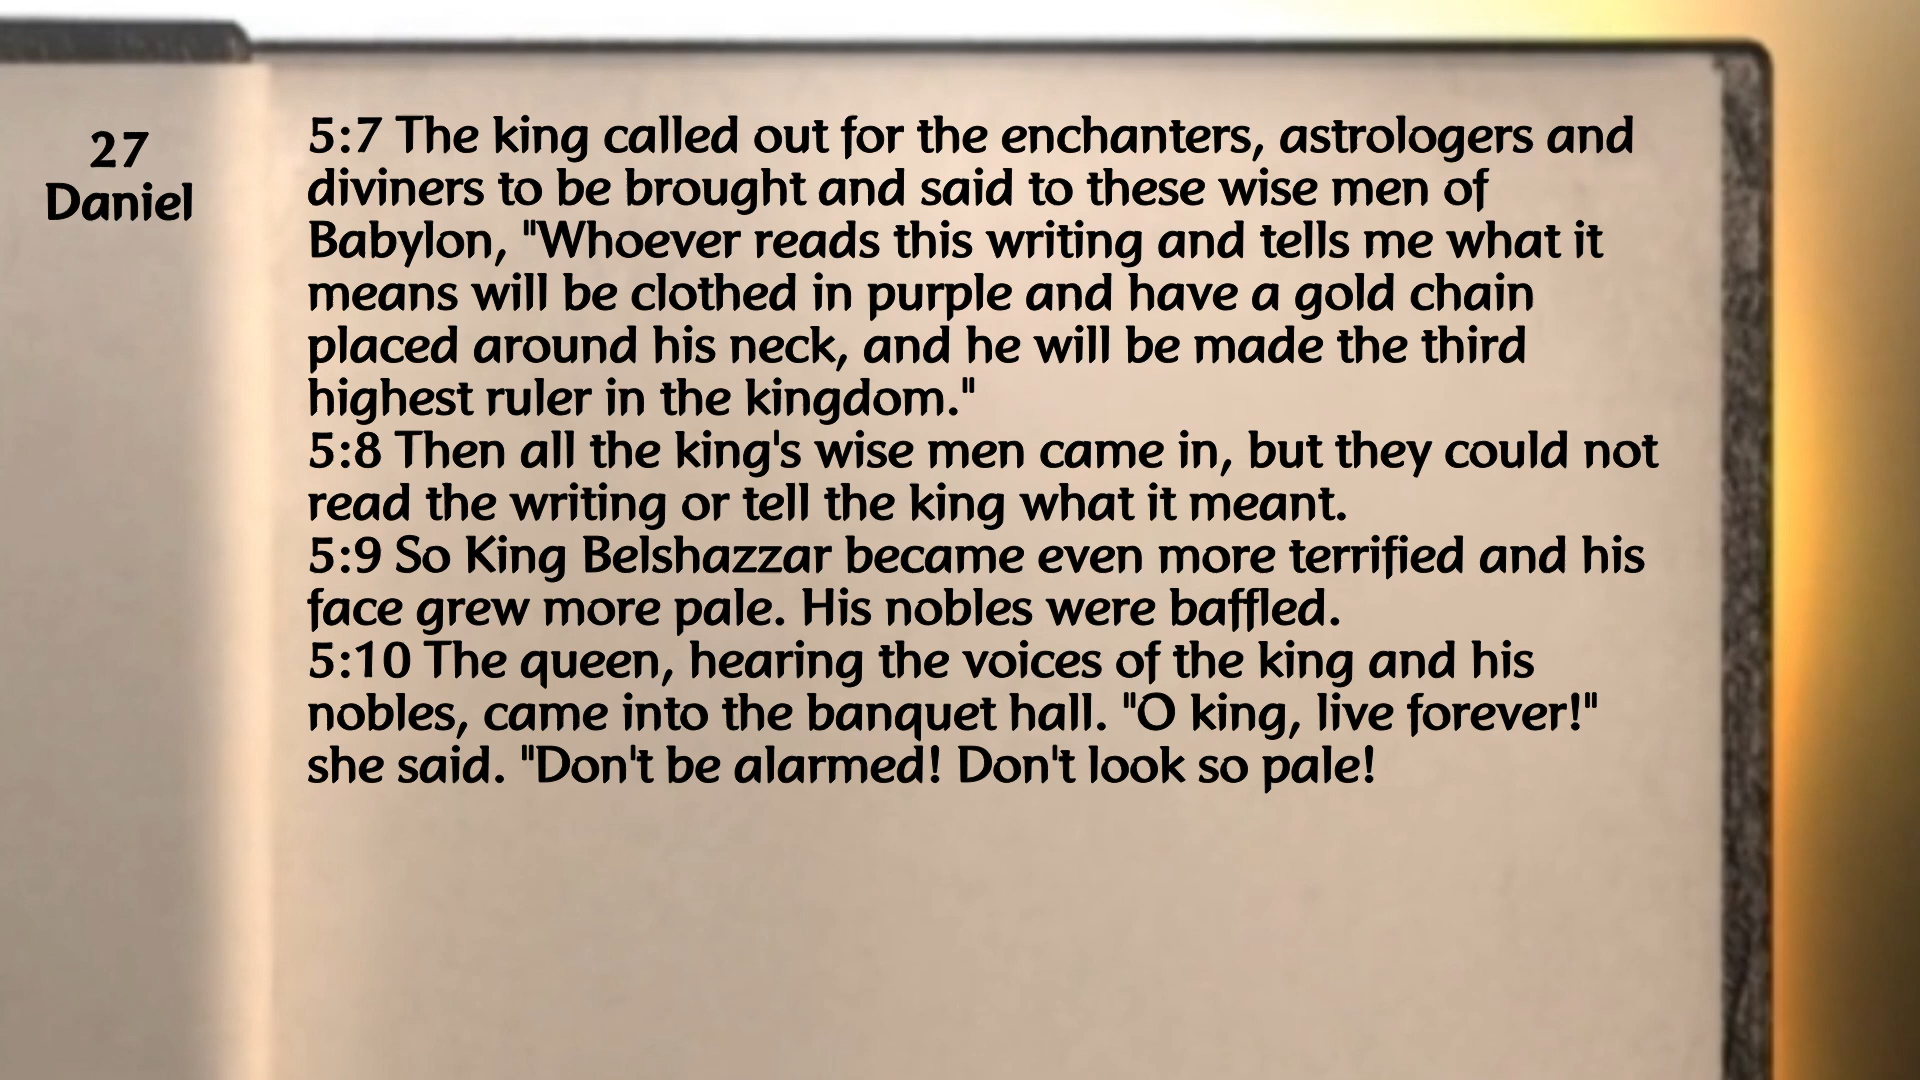 27
Daniel
5:7 The king called out for the enchanters, astrologers and
diviners to be brought and said to these wise men of
Babylon, "Whoever reads this writing and tells me what it
means will be clothed in purple and have a gold chain
placed around his neck, and he will be made the third
highest ruler in the kingdom."
5:8 Then all the king's wise men came in, but they could not
read the writing or tell the king what it meant.
5:9 So King Belshazzar became even more terrified and his
face grew more pale. His nobles were baffled.
5:10 The queen, hearing the voices of the king and his
nobles, came into the banquet hall. "O king, live forever!"
she said. "Don't be alarmed! Don't look so pale!